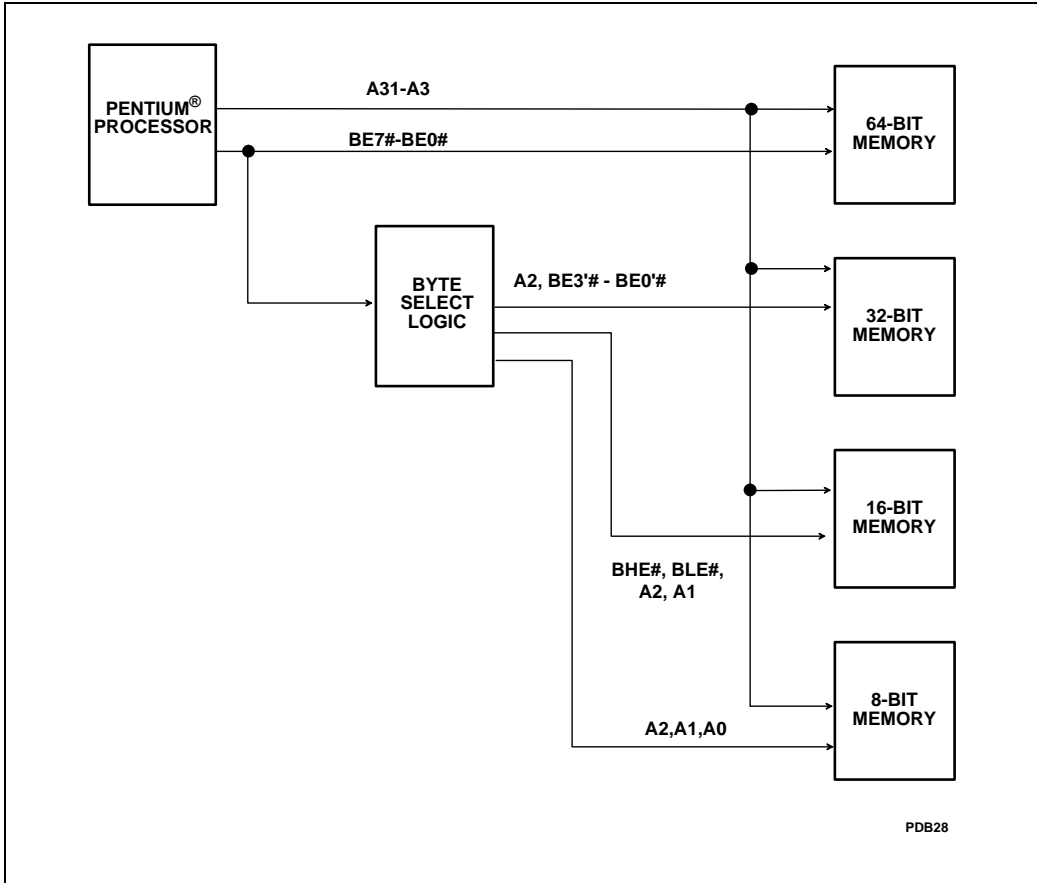 PENTIUM®
PROCESSOR
A31-A3
BE7#-BE0#
64-BIT
MEMORY
BYTE
SELECT
LOGIC
A2, BE3'# - BE0'#
32-BIT
MEMORY
16-BIT
MEMORY
BHE#, BLE#,
A2, A1
8-BIT
MEMORY
A2,A1,A0
PDB28